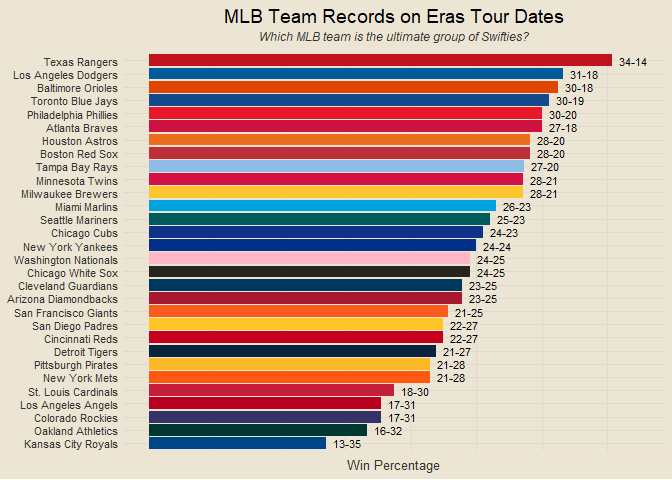 MLB Team Records on Eras Tour Dates
Which MLB team is the ultimate group of Swifties?
Texas Rangers 34-14
Los Angeles Dodgers 31-18
Baltimore Orioles 30-18
Toronto Blue Jays 30-19
Philadelphia Phillies 30-20
Atlanta Braves 27-18
Houston Astros 28-20
Boston Red Sox 28-20
Tampa Bay Rays 27-20
Minnesota Twins 28-21
Milwaukee Brewers 28-21
Miami Marlins 26-23
Seattle Mariners 25-23
Chicago Cubs 24-23
New York Yankees 24-24
Washington Nationals 24-25
Chicago White Sox 24-25
Cleveland Guardians 23-25
Arizona Diamondbacks 23-25
San Francisco Giants 21-25
San Diego Padres 22-27
Cincinnati Reds 22-27
Detroit Tigers 21-27
Pittsburgh Pirates 21-28
New York Mets 21-28
St. Louis Cardinals 18-30
Los Angeles Angels 17-31
Colorado Rockies 17-31
Oakland Athletics 16-32
Kansas City Royals 13-35
Win Percentage